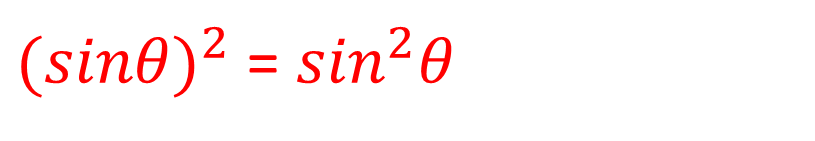 (sinθ)² = sin²θ